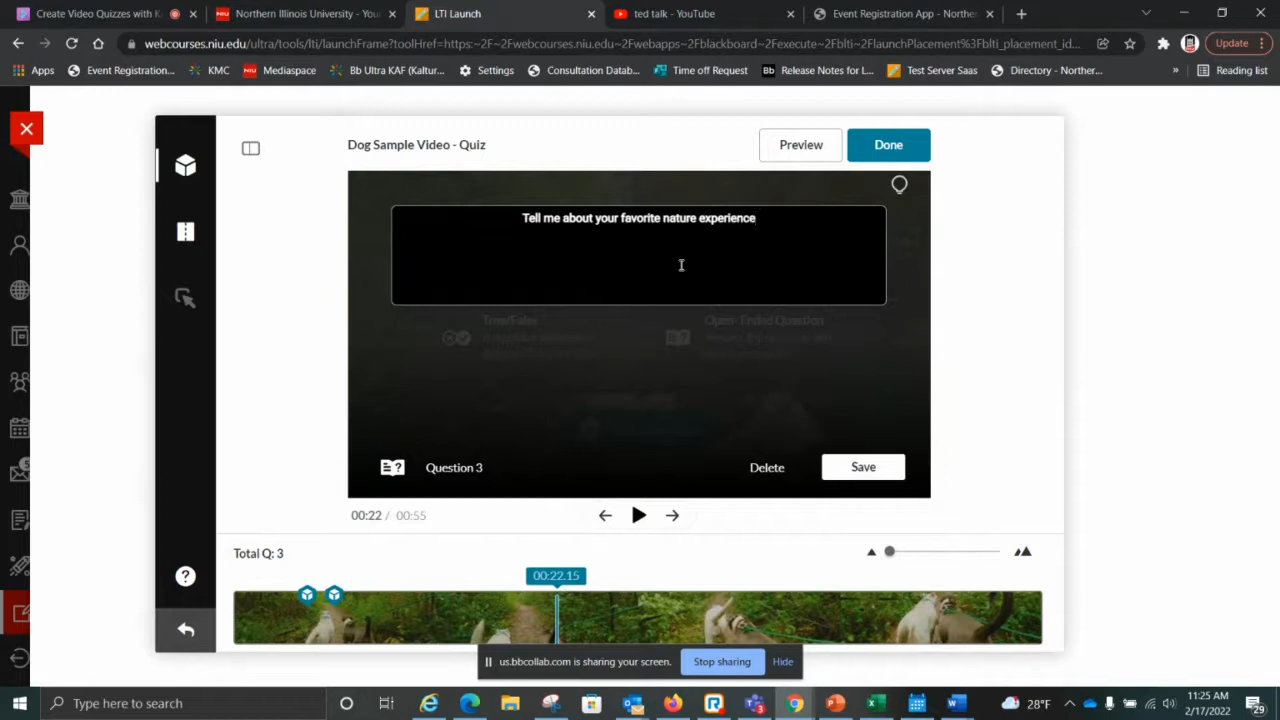 Create Video Quizzes with K
Northern Illinois University - You
LTI Launch
ted talk - YouTube
Event Registration App - Norther
webcourses.niu.edu/ultra/tools/lti/launchFrame?toolHref=https:~2F~2Fwebcourses.niu.edu~2Fwebapps~2Fblackboard~2Fexecute~2Fblti~2FlaunchPlacement%3Fblti_placement_id...
Update
Apps
Event Registration...
KMC
NIU
Mediaspace
Bb Ultra KAF (Kaltur...
Settings
Consultation Datab...
Time off Request
Bb
Release Notes for L...
Test Server Saas
Directory - Norther...
»
Reading list
Dog Sample Video - Quiz
Preview
Done
Tell me about your favorite nature experience
True/False
Open- Ended Question
Question 3
Delete
Save
00:22 / 00:55
Total Q: 3
00:22.15
us.bbcollab.com is sharing your screen.
Stop sharing
Hide
Type here to search
28°F
11:25 AM
2/17/2022
29